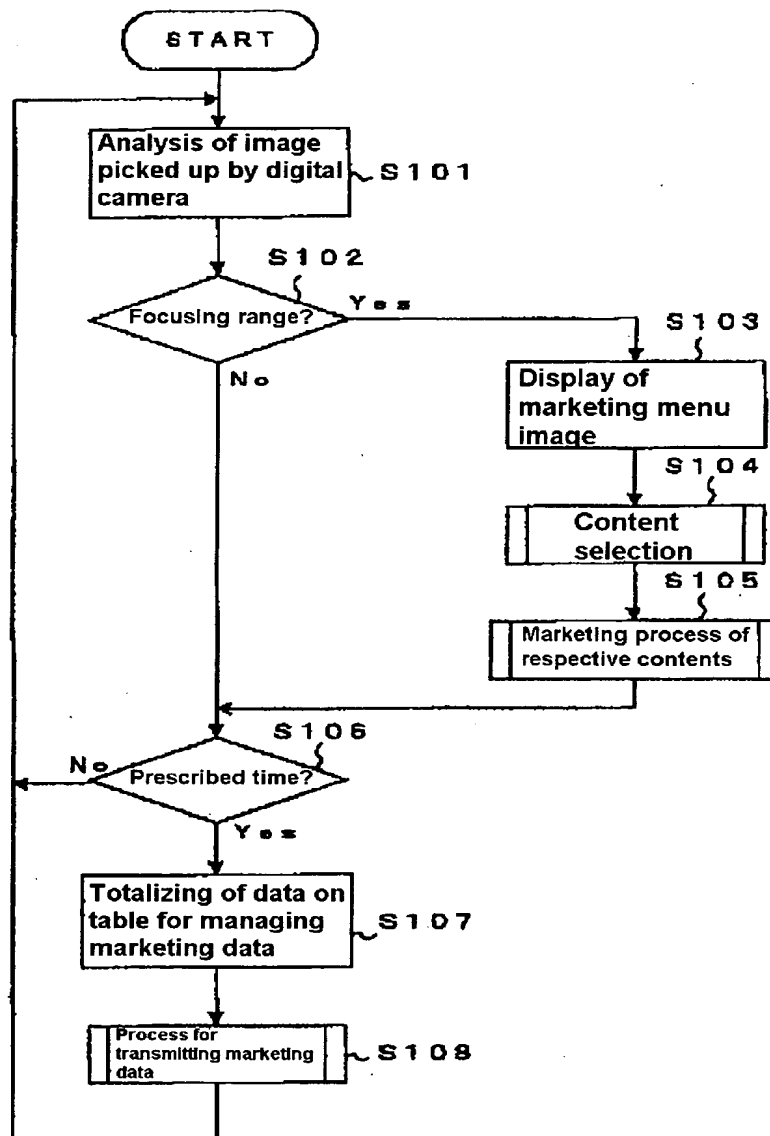 START
Analysis of image
picked up by digital
camera
S101
S102
Focusing range?
Yes
No
S103
Display of
marketing menu
image
S104
Content
selection
S105
Marketing process of
respective contents
S106
No
Prescribed time?
Yes
Totalizing of data on
table for managing
marketing data
S107
Process for
transmitting marketing
data
S108